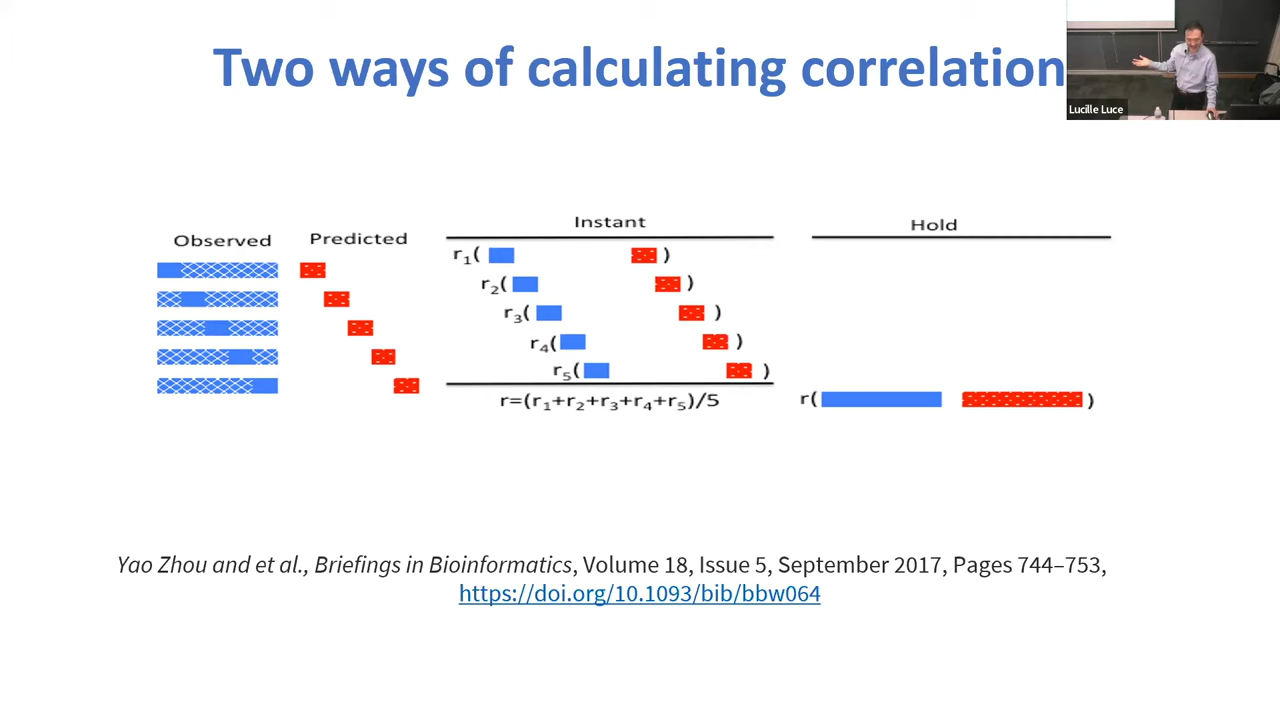 Two ways of calculating correlation
Lucille Luce
Observed
Predicted
Instant
Hold
r1(
)
r2(
)
r3(
)
r4(
)
r5(
)
r=(r1+r2+r3+r4+r5)/5
r(
)
Yao Zhou and et al., Briefings in Bioinformatics, Volume 18, Issue 5, September 2017, Pages 744–753,
https://doi.org/10.1093/bib/bbw064